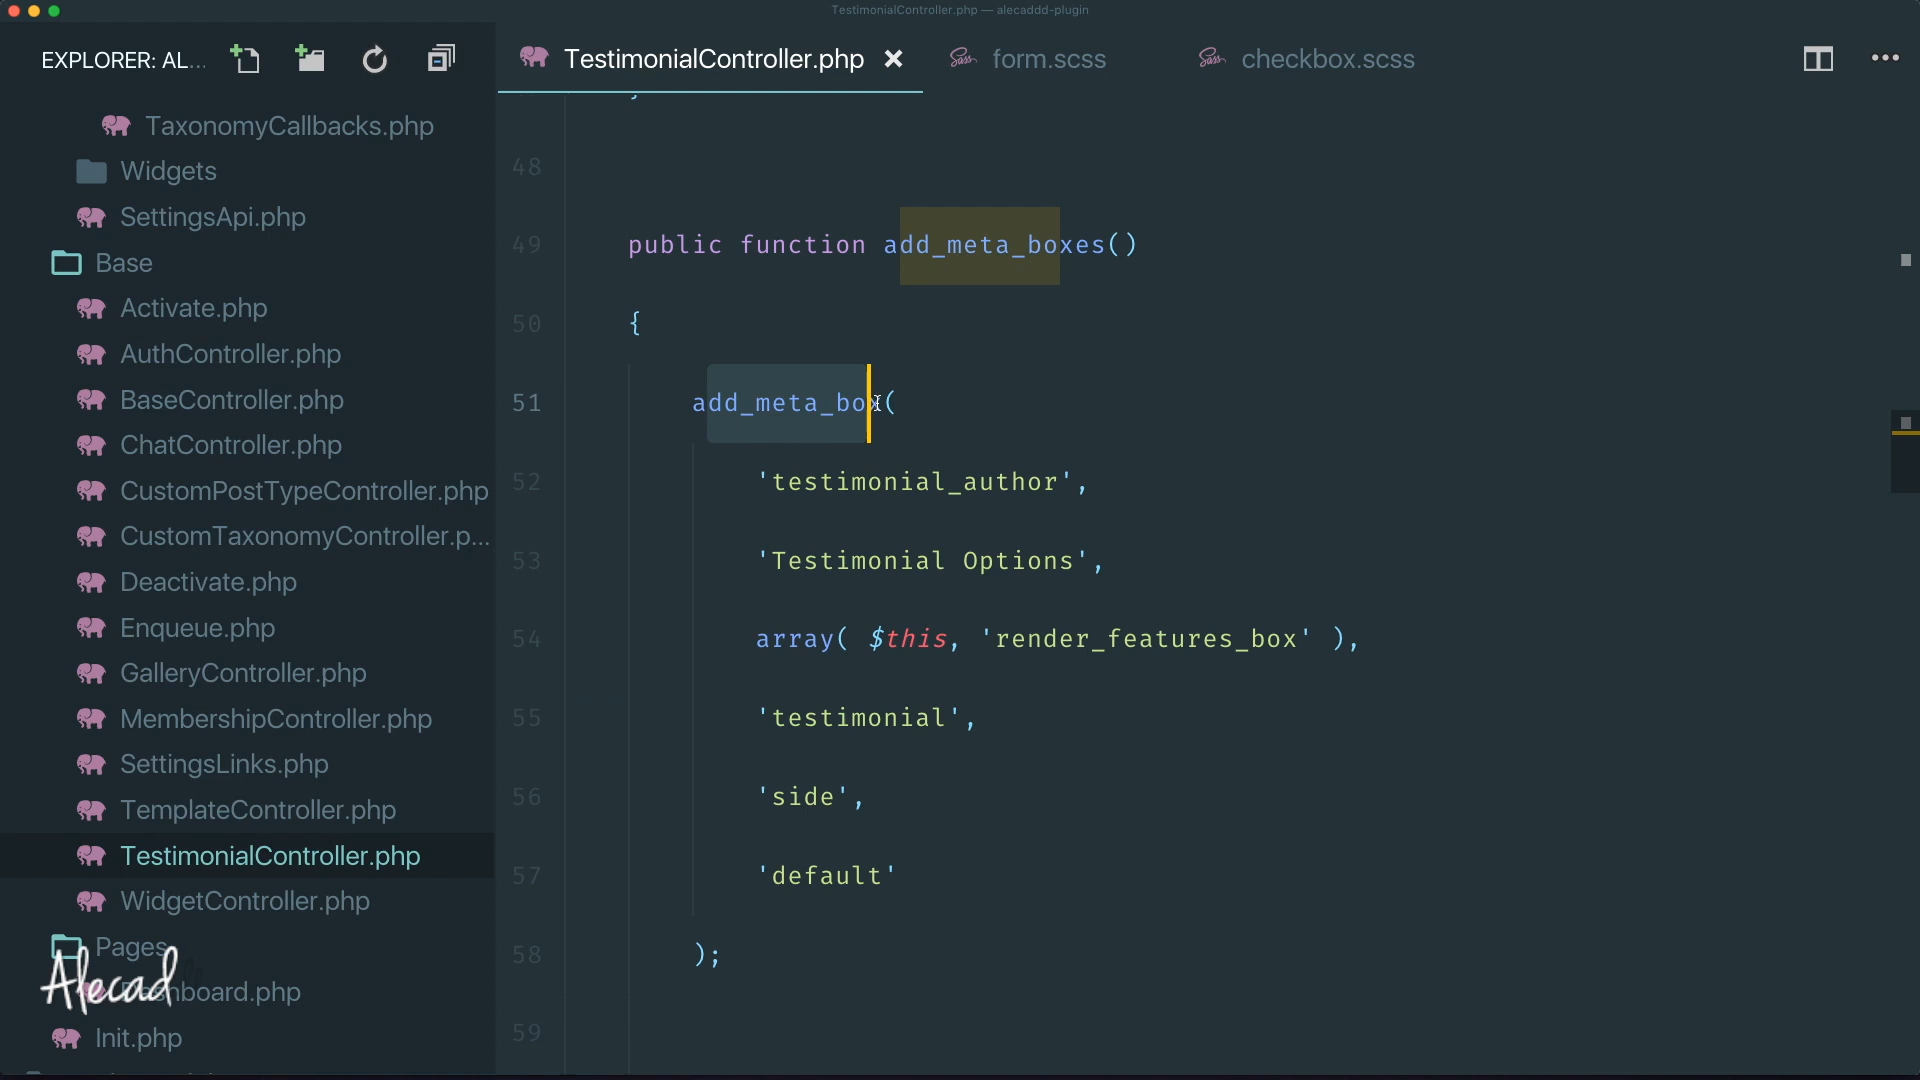 TestimonialController.php — alecaddd-plugin
EXPLORER: AL...
TestimonialController.php
form.scss
checkbox.scss
TaxonomyCallbacks.php
Widgets
SettingsApi.php
Base
Activate.php
AuthController.php
BaseController.php
ChatController.php
CustomPostTypeController.php
CustomTaxonomyController.p...
Deactivate.php
Enqueue.php
GalleryController.php
MembershipController.php
SettingsLinks.php
TemplateController.php
TestimonialController.php
WidgetController.php
Pages
Alecad
Dashboard.php
Init.php
48
49 public function add_meta_boxes()
50 {
51 add_meta_box(
52 'testimonial_author',
53 'Testimonial Options',
54 array( $this, 'render_features_box' ),
55 'testimonial',
56 'side',
57 'default'
58 );
59